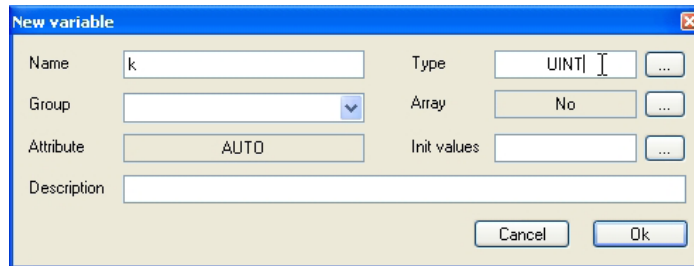 New variable
Name k Type UINT ...
Group Array No ...
Attribute AUTO Init values ...
Description
Cancel Ok